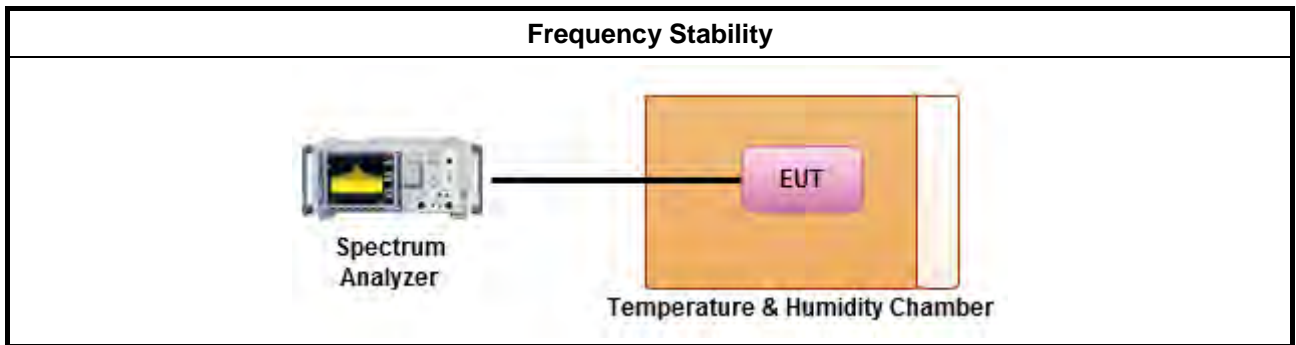 Frequency Stability
EUT
Spectrum
Analyzer
Temperature & Humidity Chamber